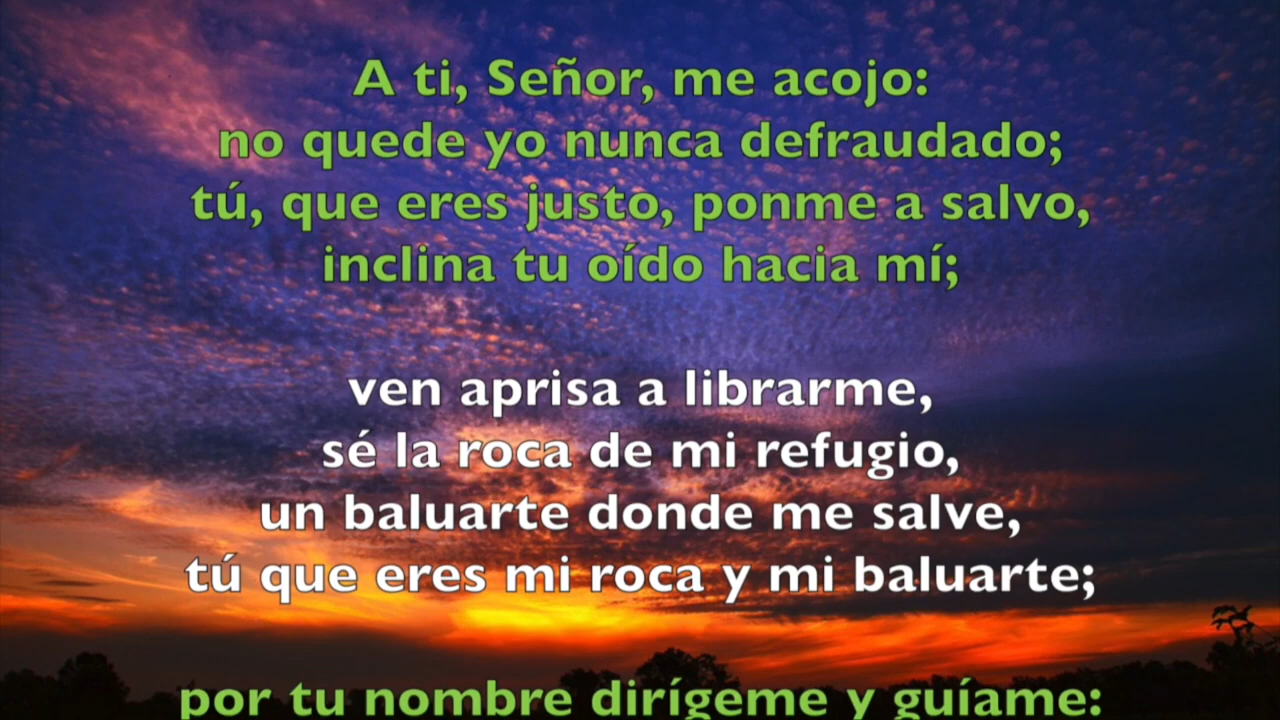 A ti, Señor, me acojo:
no quede yo nunca defraudado;
tú, que eres justo, ponme a salvo,
inclina tu oído hacia mí;
ven aprisa a librarme,
sé la roca de mi refugio,
un baluarte donde me salve,
tú que eres mi roca y mi baluarte;
por tu nombre dirígeme y guíame: